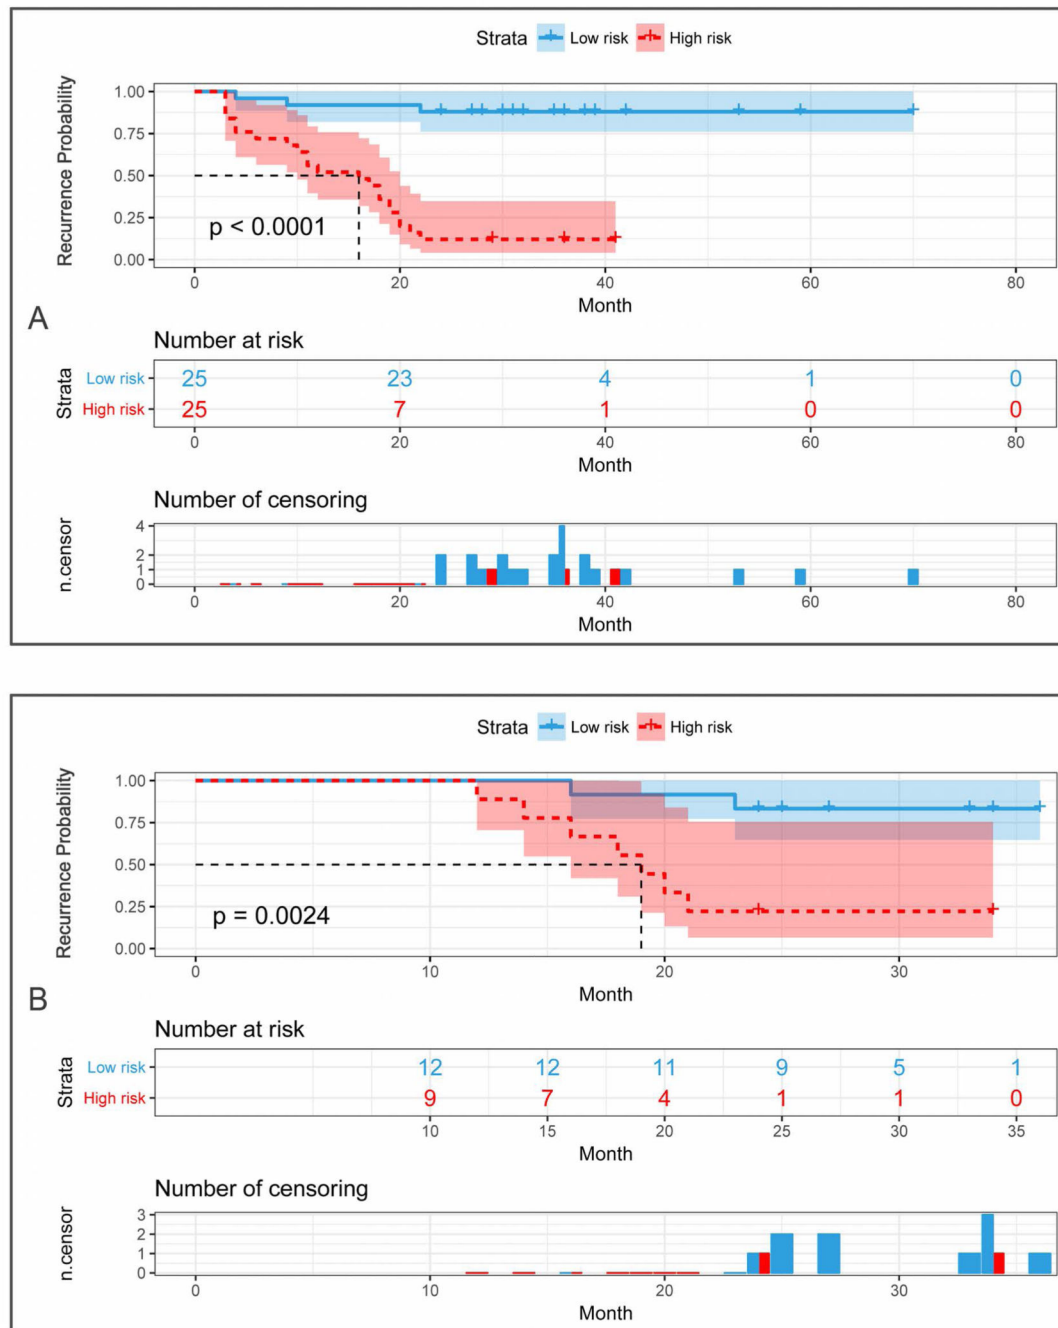 Strata Low risk High risk
Recurrence Probability
1.00
0.75
0.50
0.25
0.00
p < 0.0001
0 20 40 60 80
Month
A
Number at risk
Strata
Low risk 25 23 4 1 0
High risk 25 7 1 0 0
0 20 40 60 80
Month
Number of censoring
n.censor
4
2
1
0
0 20 40 60 80
Month
Strata Low risk High risk
Recurrence Probability
1.00
0.75
0.50
0.25
0.00
p = 0.0024
0 10 20 30
Month
B
Number at risk
Strata
Low risk 12 12 11 9 5 1
High risk 9 7 4 1 1 0
10 15 20 25 30 35
Month
Number of censoring
n.censor
3
2
1
0
0 10 20 30
Month